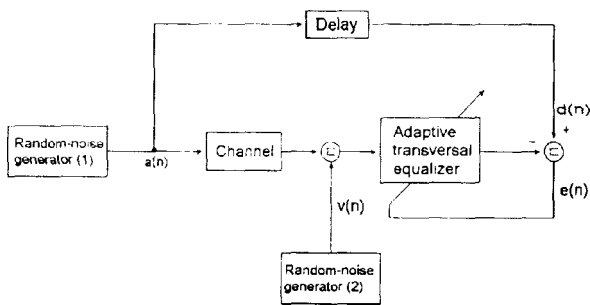 Delay
d(n)
+
Random-noise
generator (1)
a(n)
Channel
Σ
Adaptive
transversal
equalizer
-
Σ
e(n)
v(n)
Random-noise
generator (2)